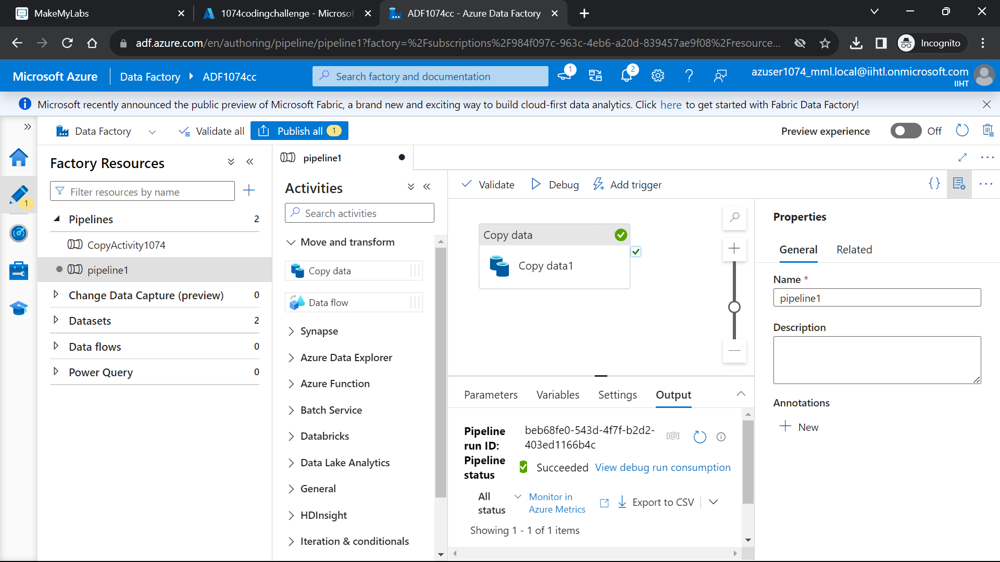 MakeMyLabs
1074codingchallenge - Microsof
ADF1074cc - Azure Data Factory
adf.azure.com/en/authoring/pipeline/pipeline1?factory=%2Fsubscriptions%2F984f097c-963c-4eb6-a20d-839457ae9f08%2Fresource...
Incognito
Microsoft Azure
Data Factory
ADF1074cc
Search factory and documentation
1
2
azuser1074_mml.local@iihtl.onmicrosoft.com
IIHT
Microsoft recently announced the public preview of Microsoft Fabric, a brand new and exciting way to build cloud-first data analytics. Click here to get started with Fabric Data Factory!
Data Factory
Validate all
Publish all 1
Preview experience
Off
1
Factory Resources
Filter resources by name
Pipelines 2
CopyActivity1074
pipeline1
Change Data Capture (preview) 0
Datasets 2
Data flows 0
Power Query 0
pipeline1
Activities
Search activities
Move and transform
Copy data
Data flow
Synapse
Azure Data Explorer
Azure Function
Batch Service
Databricks
Data Lake Analytics
General
HDInsight
Iteration & conditionals
Validate
Debug
Add trigger
{}
Copy data
Copy data1
Parameters
Variables
Settings
Output
Pipeline
run ID:
beb68fe0-543d-4f7f-b2d2-
403ed1166b4c
[@]
Pipeline
status
Succeeded
View debug run consumption
All
status
Monitor in
Azure Metrics
Export to CSV
Showing 1 - 1 of 1 items
Properties
General
Related
Name *
pipeline1
Description
Annotations
New